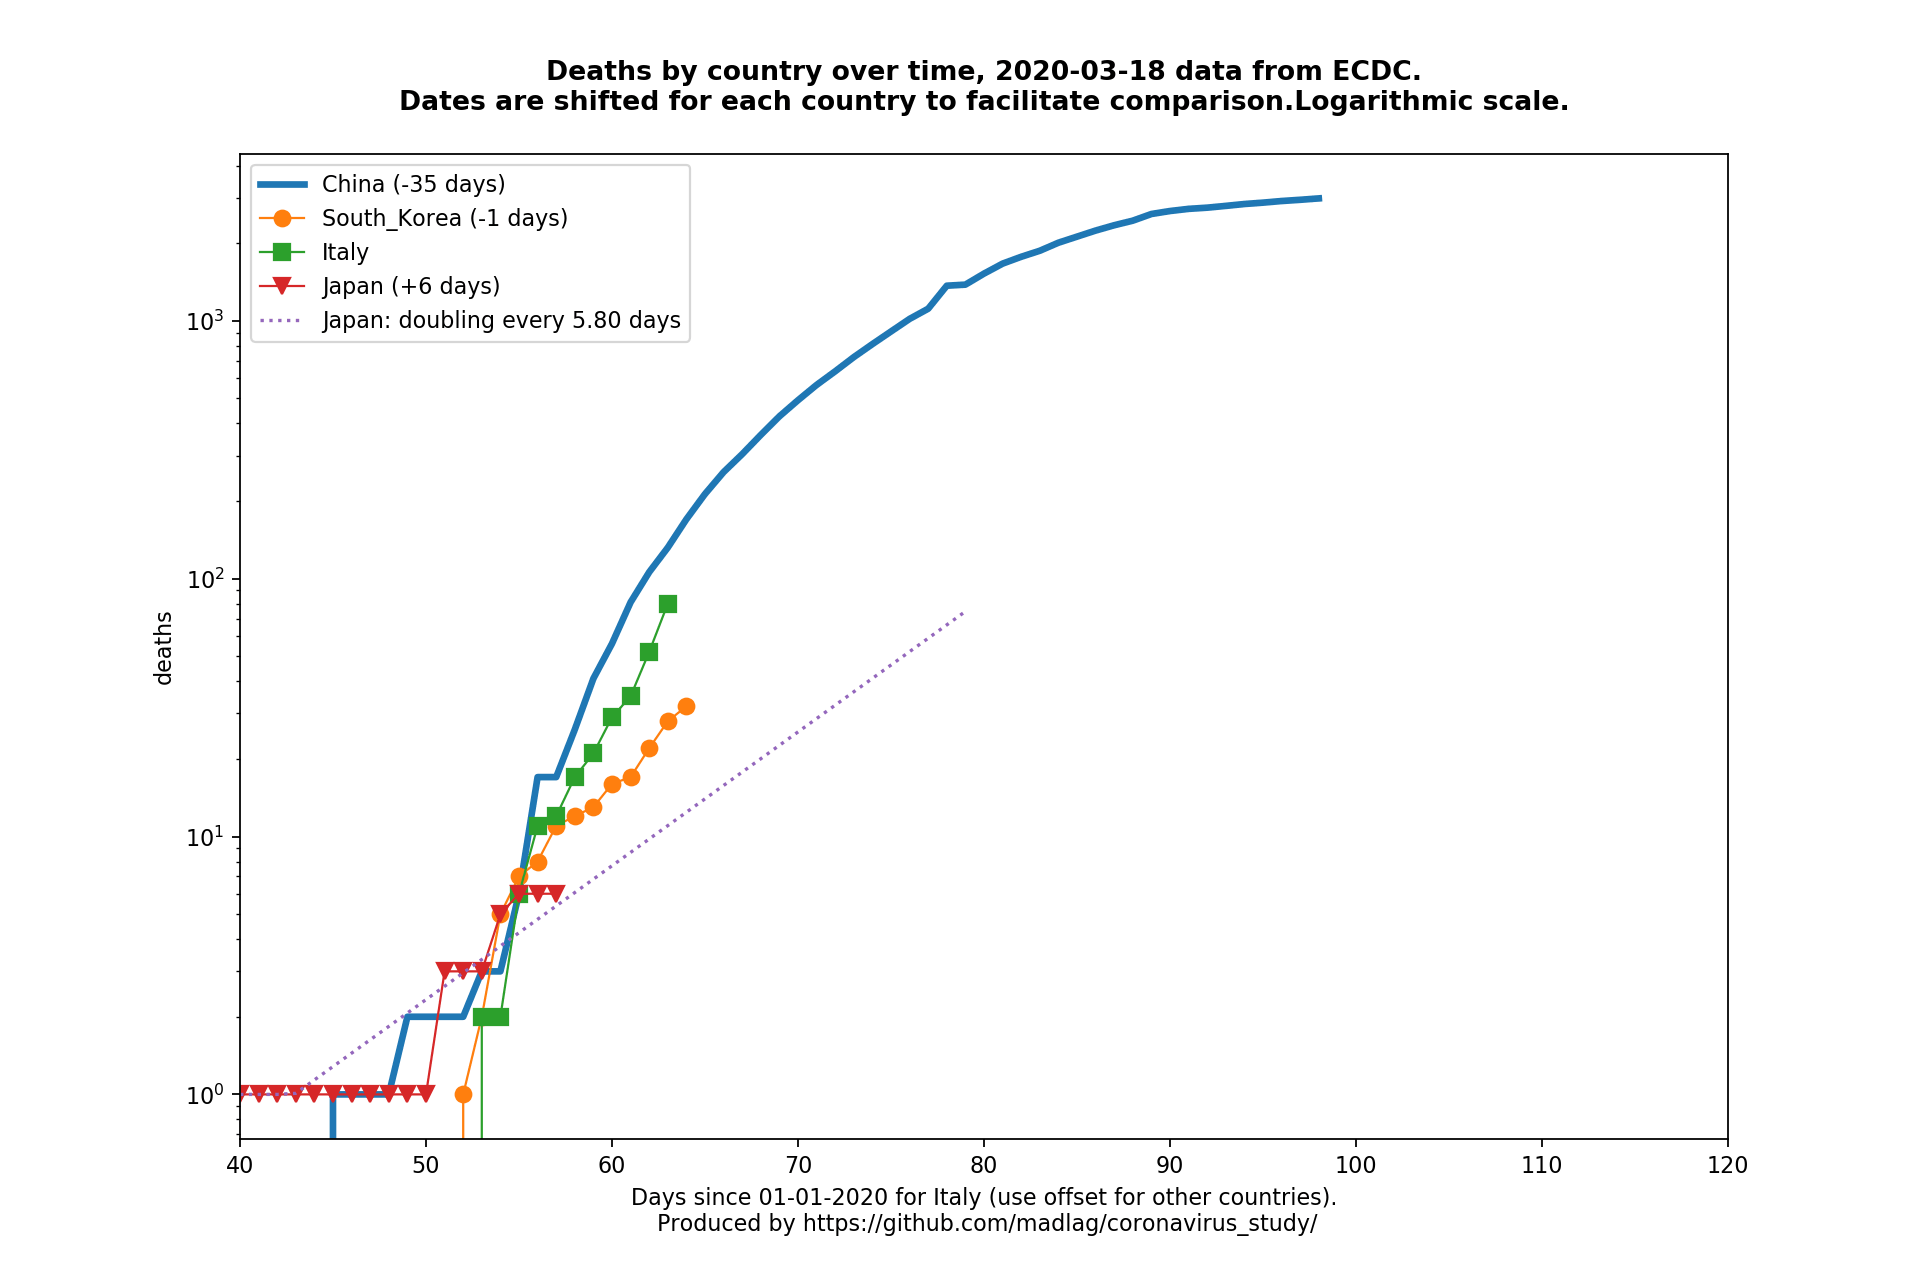 Deaths by country over time, 2020-03-18 data from ECDC.
Dates are shifted for each country to facilitate comparison.Logarithmic scale.
China (-35 days)
South_Korea (-1 days)
Italy
Japan (+6 days)
Japan: doubling every 5.80 days
10³
10²
10¹
10⁰
deaths
40 50 60 70 80 90 100 110 120
Days since 01-01-2020 for Italy (use offset for other countries).
Produced by https://github.com/madlag/coronavirus_study/